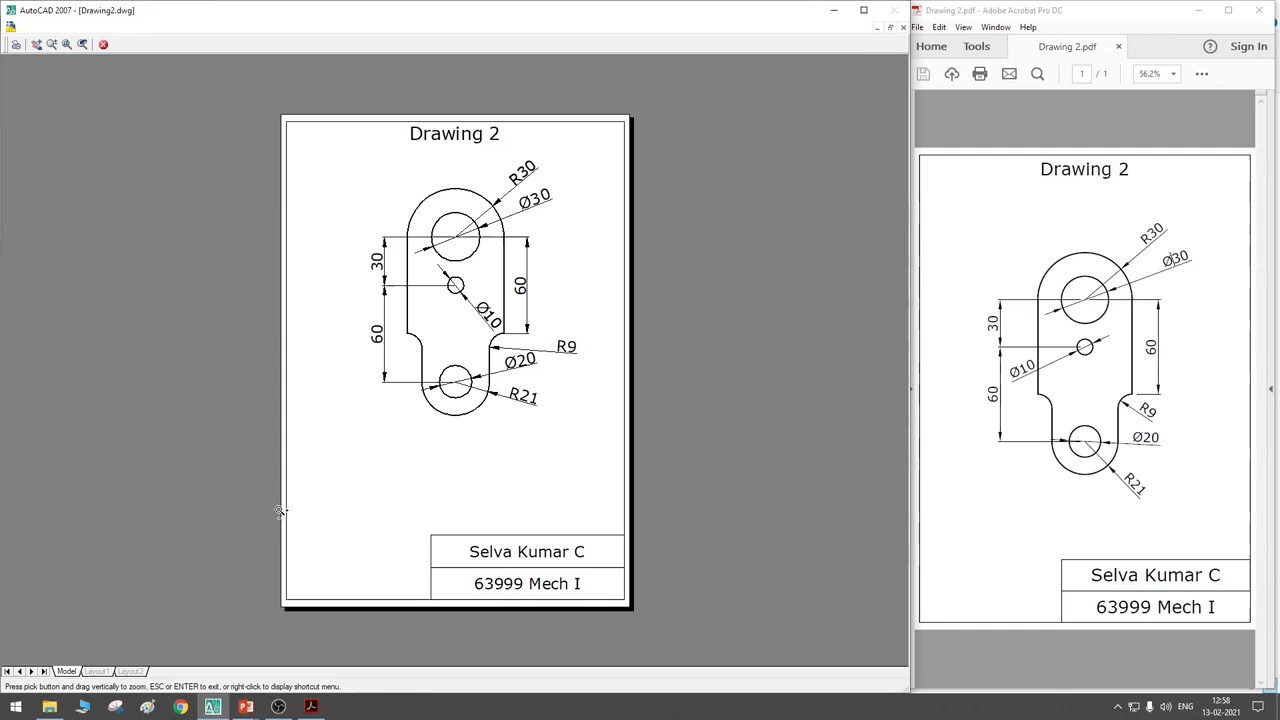 AutoCAD 2007 - [Drawing2.dwg]
Drawing 2
R30
Ø30
30
60
60
Ø10
R9
Ø20
R21
Selva Kumar C
63999 Mech I
Model
Layout1
Layout2
Press pick button and drag vertically to zoom, ESC or ENTER to exit, or right-click to display shortcut menu.
Drawing 2.pdf - Adobe Acrobat Pro DC
File Edit View Window Help
Home Tools Drawing 2.pdf Sign In
1 / 1 56.2%
Drawing 2
R30
Ø30
30
60
60
Ø10
R9
Ø20
R21
Selva Kumar C
63999 Mech I
ENG
12:58
13-02-2021